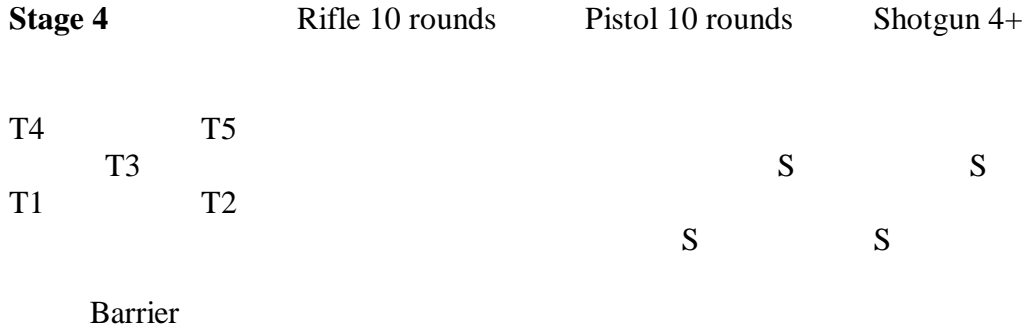 Stage 4 Rifle 10 rounds Pistol 10 rounds Shotgun 4+
T4 T5
T3 S S
T1 T2
S S
Barrier